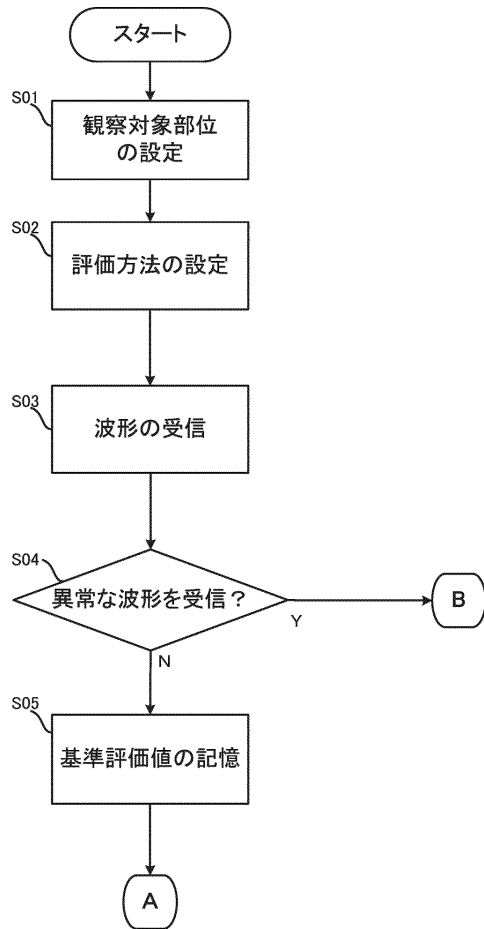 スタート
S01
観察対象部位
の設定
S02
評価方法の設定
S03
波形の受信
S04
異常な波形を受信？
Y
B
N
S05
基準評価値の記憶
A